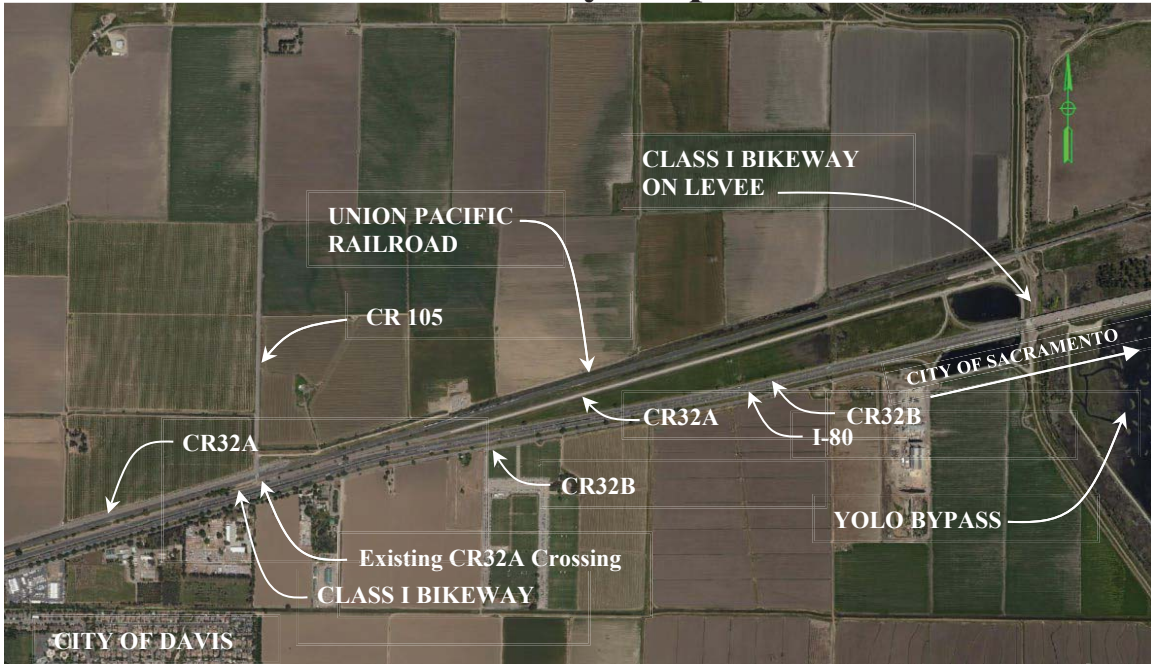 CLASS I BIKEWAY
ON LEVEE
UNION PACIFIC
RAILROAD
CR 105
CITY OF SACRAMENTO
CR32A
CR32B
I-80
CR32A
CR32B
YOLO BYPASS
Existing CR32A Crossing
CLASS I BIKEWAY
CITY OF DAVIS